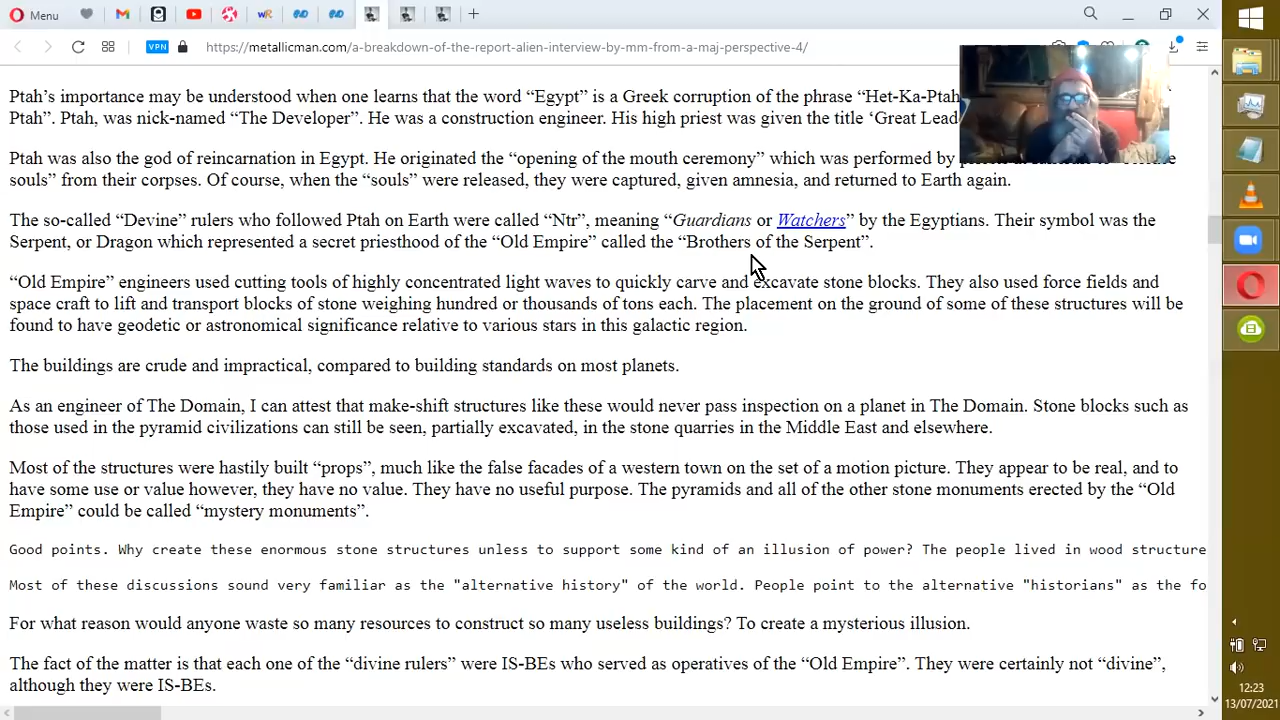 Menu
VPN
https://metallicman.com/a-breakdown-of-the-report-alien-interview-by-mm-from-a-maj-perspective-4/
Ptah's importance may be understood when one learns that the word “Egypt” is a Greek corruption of the phrase “Het-Ka-Ptah
Ptah”. Ptah, was nick-named “The Developer”. He was a construction engineer. His high priest was given the title ‘Great Lead
Ptah was also the god of reincarnation in Egypt. He originated the “opening of the mouth ceremony” which was performed by
souls” from their corpses. Of course, when the “souls” were released, they were captured, given amnesia, and returned to Earth again.
The so-called “Devine” rulers who followed Ptah on Earth were called “Ntr”, meaning “Guardians or Watchers” by the Egyptians. Their symbol was the
Serpent, or Dragon which represented a secret priesthood of the “Old Empire” called the “Brothers of the Serpent”.
“Old Empire” engineers used cutting tools of highly concentrated light waves to quickly carve and excavate stone blocks. They also used force fields and
space craft to lift and transport blocks of stone weighing hundred or thousands of tons each. The placement on the ground of some of these structures will be
found to have geodetic or astronomical significance relative to various stars in this galactic region.
The buildings are crude and impractical, compared to building standards on most planets.
As an engineer of The Domain, I can attest that make-shift structures like these would never pass inspection on a planet in The Domain. Stone blocks such as
those used in the pyramid civilizations can still be seen, partially excavated, in the stone quarries in the Middle East and elsewhere.
Most of the structures were hastily built “props”, much like the false facades of a western town on the set of a motion picture. They appear to be real, and to
have some use or value however, they have no value. They have no useful purpose. The pyramids and all of the other stone monuments erected by the “Old
Empire” could be called “mystery monuments”.
Good points. Why create these enormous stone structures unless to support some kind of an illusion of power? The people lived in wood structure
Most of these discussions sound very familiar as the "alternative history" of the world. People point to the alternative "historians" as the fo
For what reason would anyone waste so many resources to construct so many useless buildings? To create a mysterious illusion.
The fact of the matter is that each one of the “divine rulers” were IS-BEs who served as operatives of the “Old Empire”. They were certainly not “divine”,
although they were IS-BEs.
12:23
13/07/2021